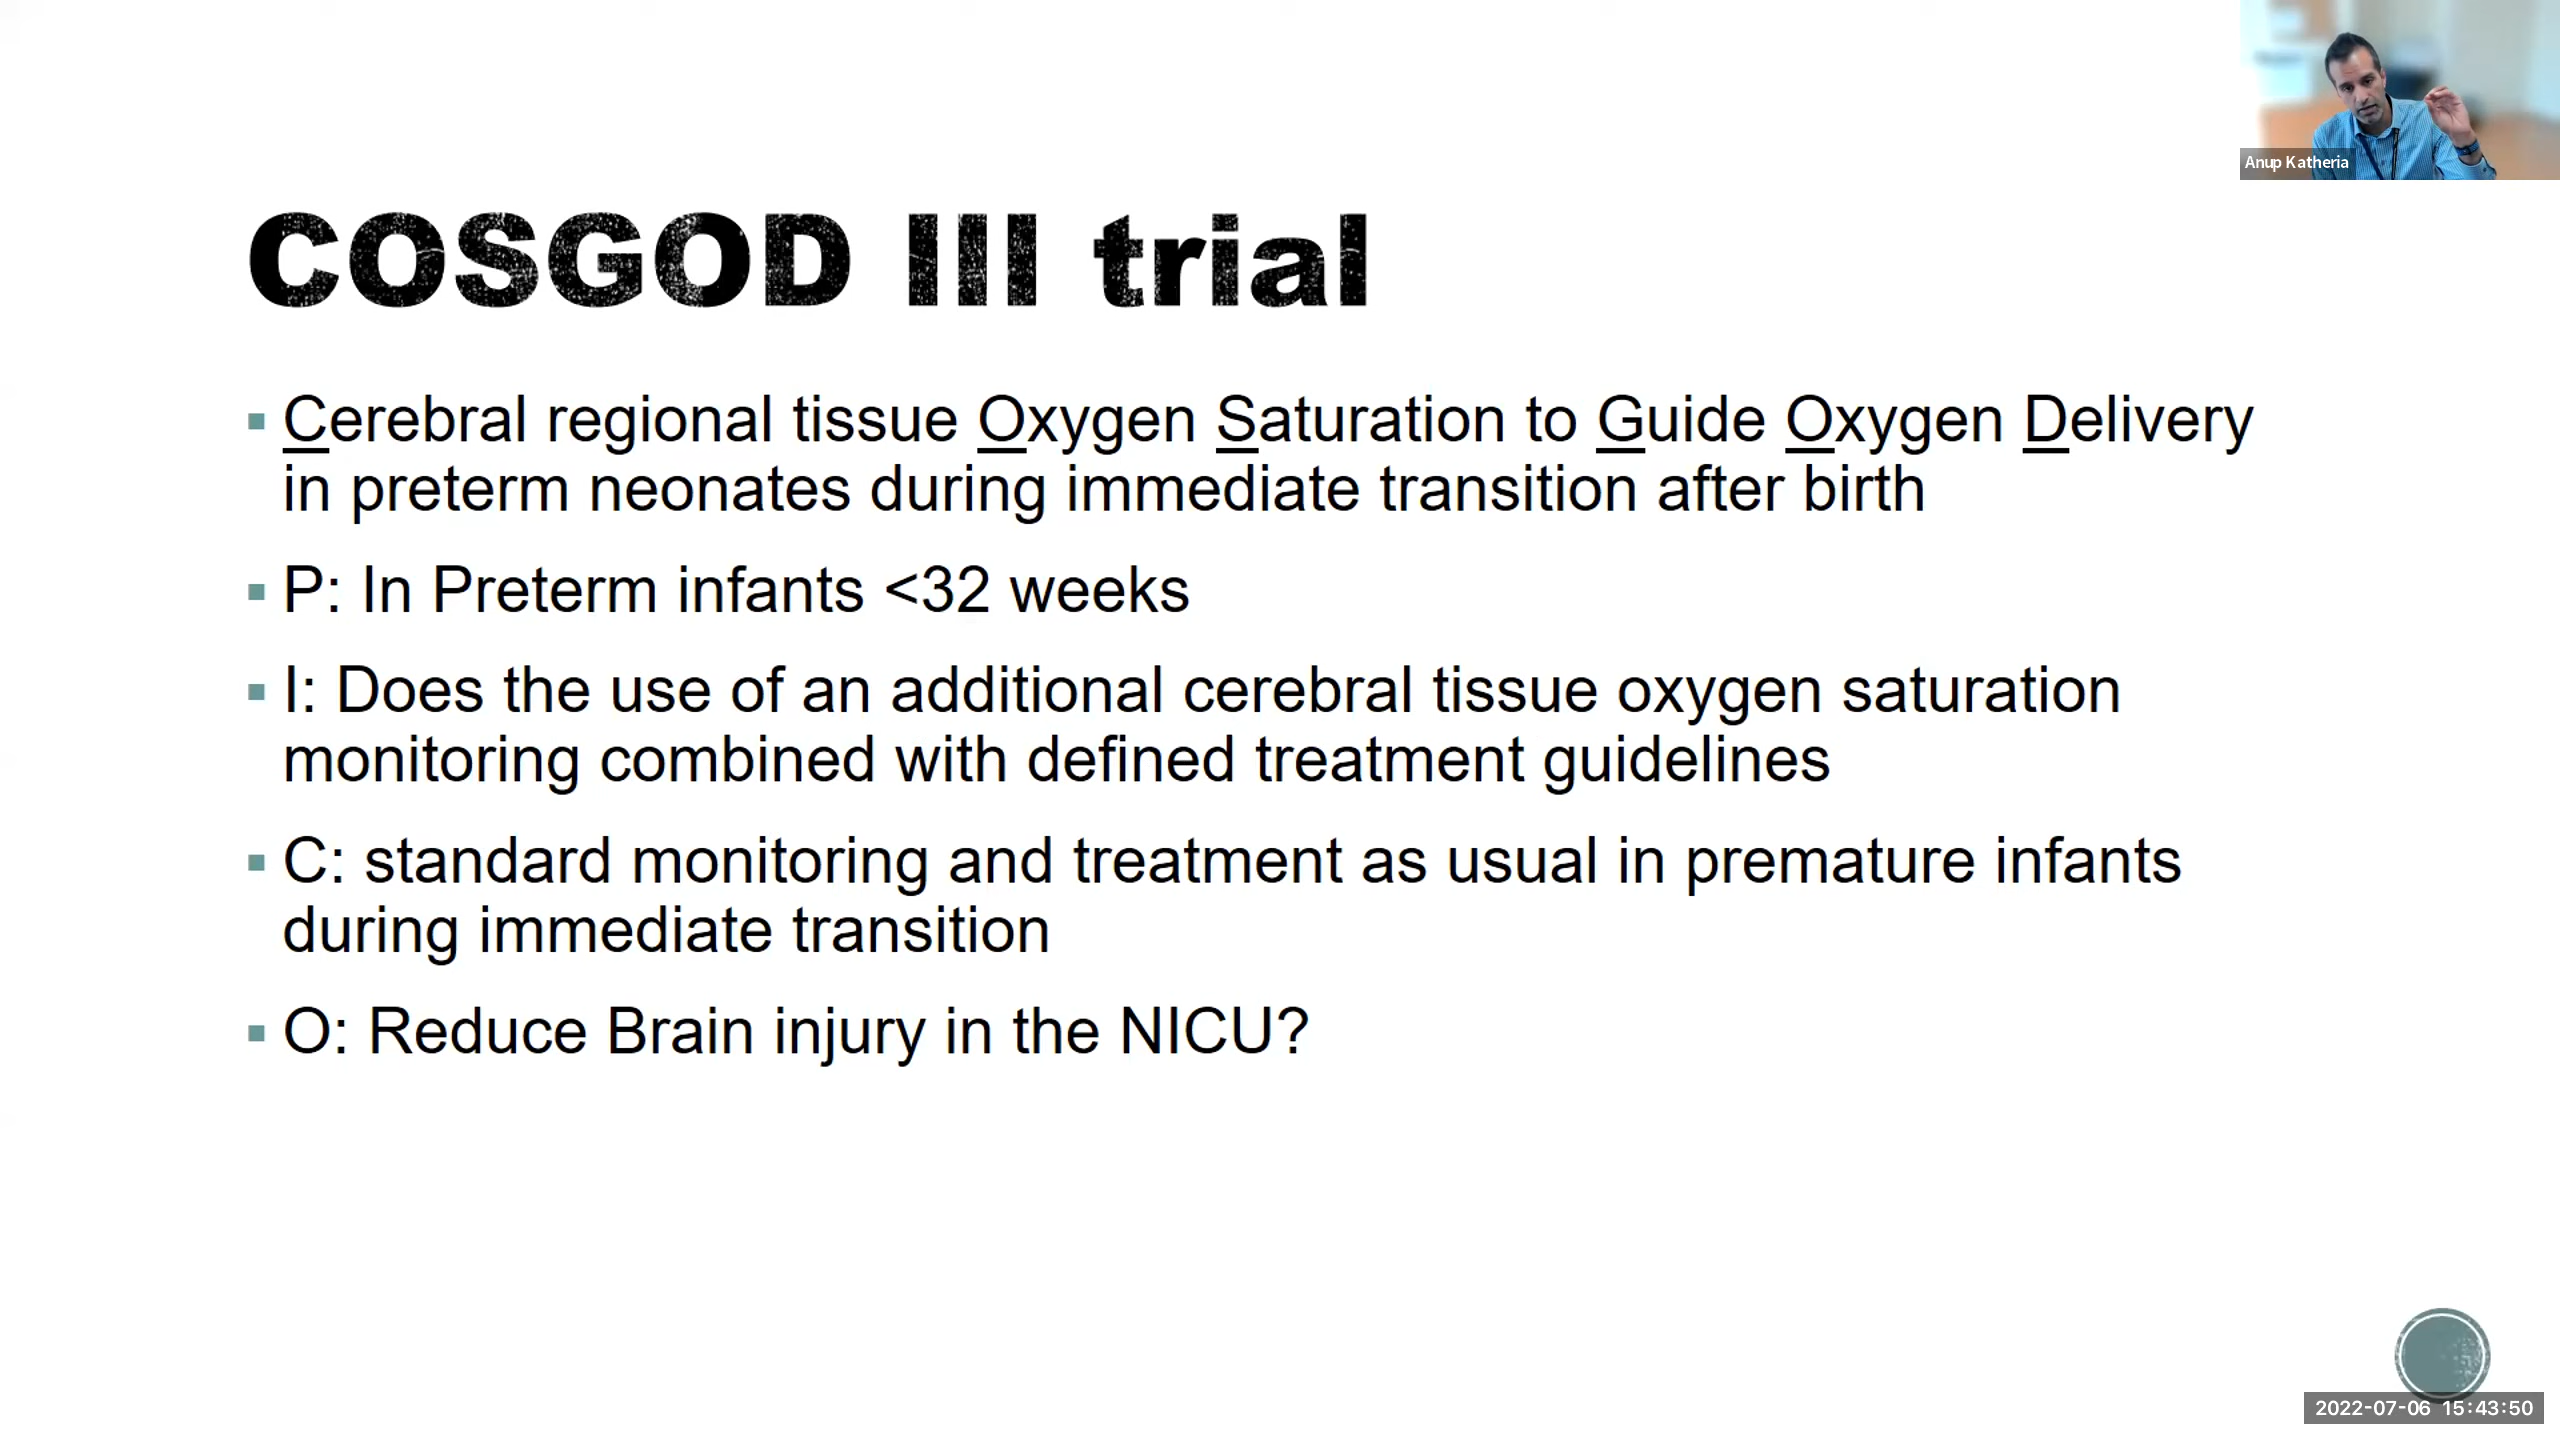 Anup Katheria
COSGOD III trial
▪ Cerebral regional tissue Oxygen Saturation to Guide Oxygen Delivery
in preterm neonates during immediate transition after birth
▪ P: In Preterm infants <32 weeks
▪ I: Does the use of an additional cerebral tissue oxygen saturation
monitoring combined with defined treatment guidelines
▪ C: standard monitoring and treatment as usual in premature infants
during immediate transition
▪ O: Reduce Brain injury in the NICU?
2022-07-06 15:43:50